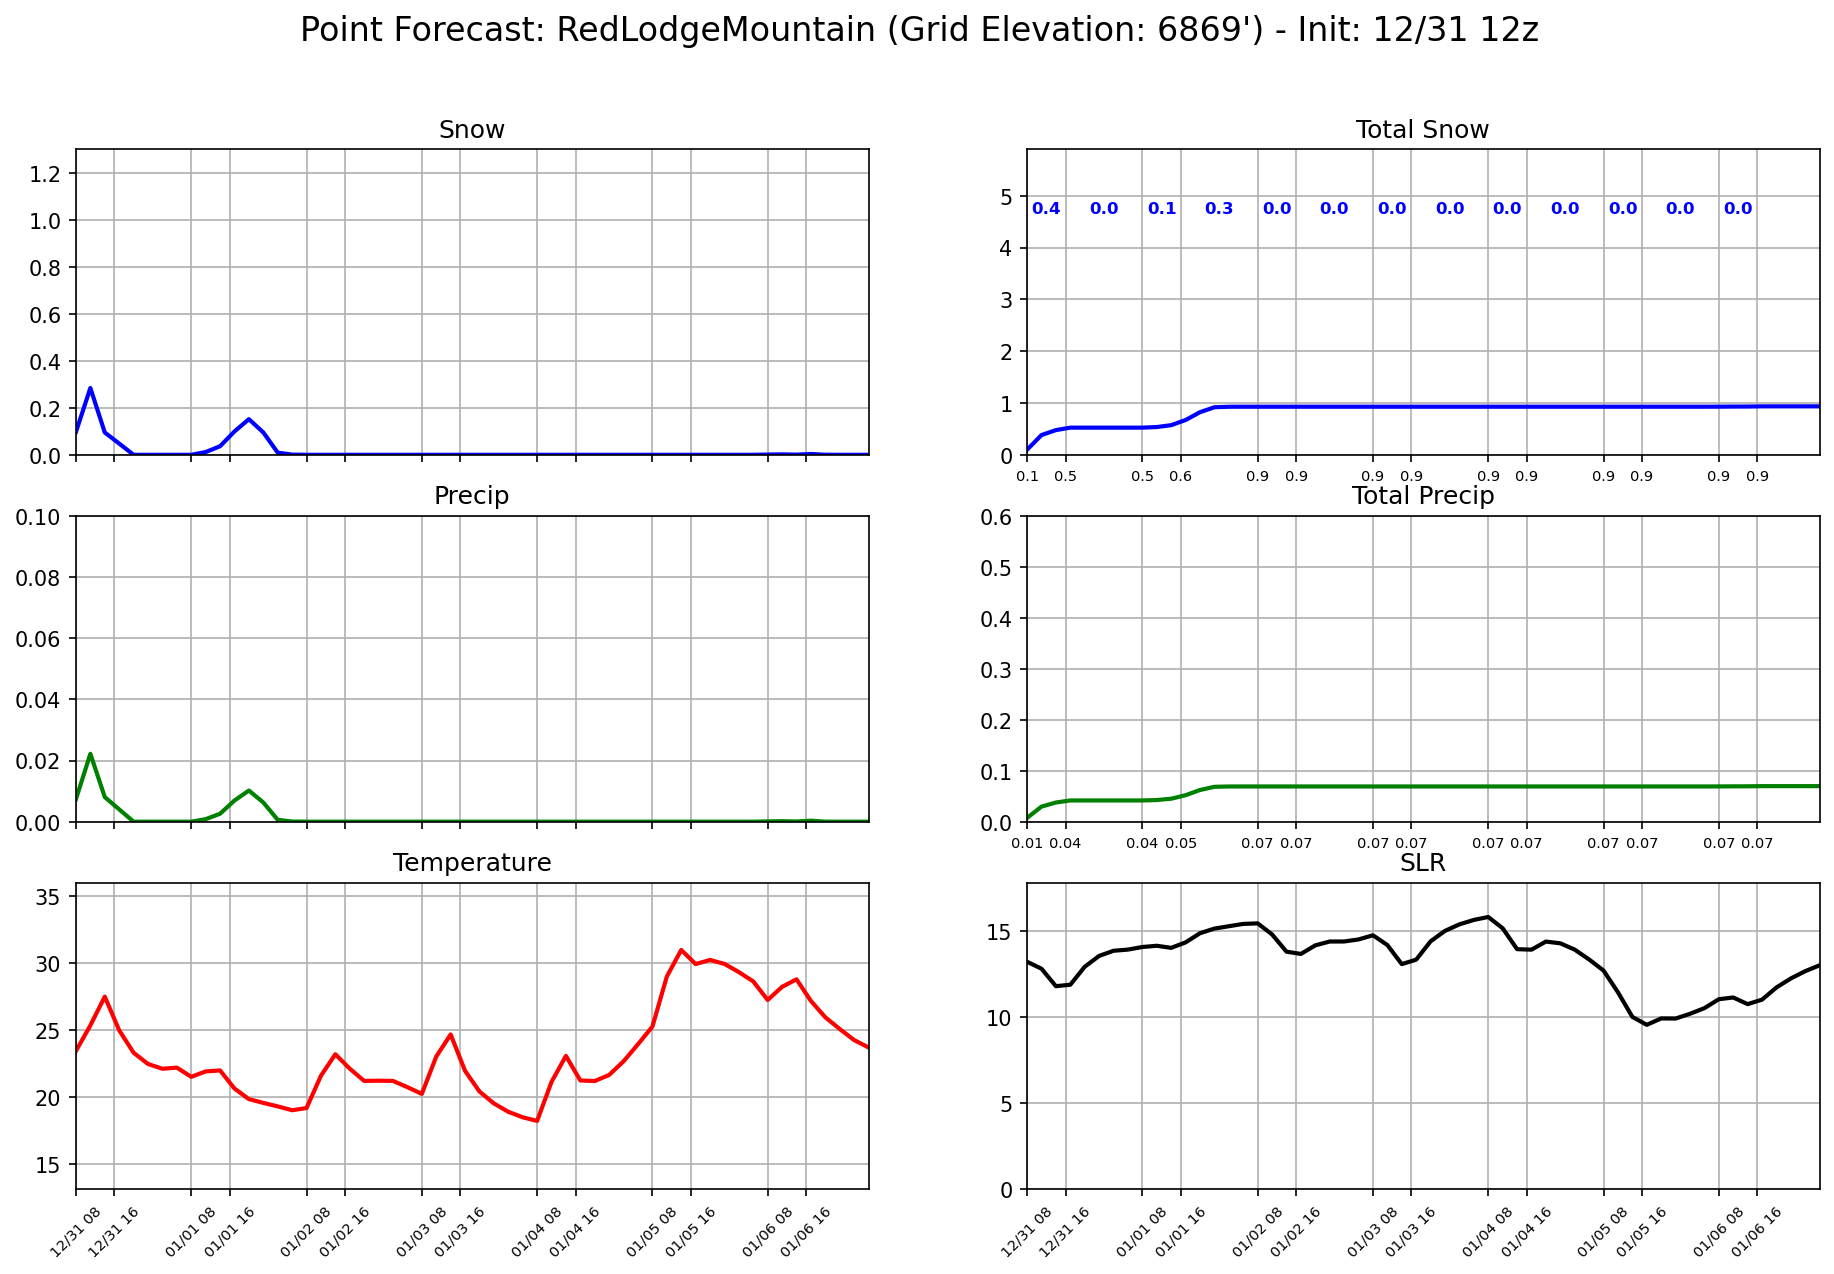 Point Forecast: RedLodgeMountain (Grid Elevation: 6869') - Init: 12/31 12z
Snow
1.2
1.0
0.8
0.6
0.4
0.2
0.0
Total Snow
5
4
3
2
1
0
0.4 0.0 0.1 0.3 0.0 0.0 0.0 0.0 0.0 0.0 0.0 0.0 0.0
0.1 0.5 0.5 0.6 0.9 0.9 0.9 0.9 0.9 0.9 0.9 0.9 0.9 0.9
Precip
0.10
0.08
0.06
0.04
0.02
0.00
Total Precip
0.6
0.5
0.4
0.3
0.2
0.1
0.0
0.01 0.04 0.04 0.05 0.07 0.07 0.07 0.07 0.07 0.07 0.07 0.07 0.07 0.07
Temperature
35
30
25
20
15
12/31 08 12/31 16 01/01 08 01/01 16 01/02 08 01/02 16 01/03 08 01/03 16 01/04 08 01/04 16 01/05 08 01/05 16 01/06 08 01/06 16
SLR
15
10
5
0
12/31 08 12/31 16 01/01 08 01/01 16 01/02 08 01/02 16 01/03 08 01/03 16 01/04 08 01/04 16 01/05 08 01/05 16 01/06 08 01/06 16